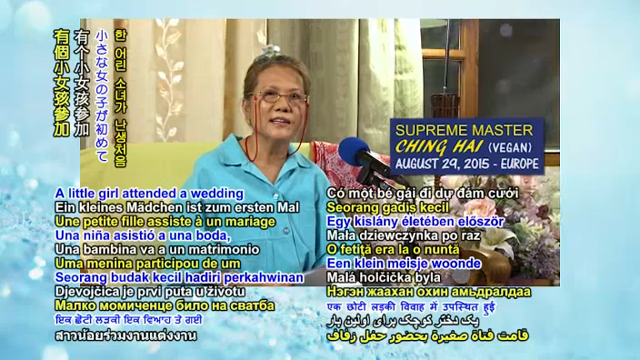 有個小女孩參加
有个小女孩参加
小さな女の子が初めて
한 어린 소녀가 난생처음
SUPREME MASTER
CHING HAI (VEGAN)
AUGUST 29, 2015 - EUROPE
A little girl attended a wedding
Ein kleines Mädchen ist zum ersten Mal
Une petite fille assiste à un mariage
Una niña asistió a una boda,
Una bambina va a un matrimonio
Uma menina participou de um
Seorang budak kecil hadiri perkahwinan
Djevojčica je prvi puta u životu
Малко момиченце било на сватба
ਇਕ ਛੋਟੀ ਲੜਕੀ ਇਕ ਵਿਆਹ ਤੇ ਗਈ
สาวน้อยร่วมงานแต่งงาน
Có một bé gái đi dự đám cưới
Seorang gadis kecil
Egy kislány életében először
Mała dziewczynka po raz
O fetiţă era la o nuntă
Een klein meisje woonde
Malá holčička byla
Нэгэн жаахан охин амьдралдаа
एक छोटी लड़की विवाह में उपस्थित हुई
یک دختر کوچک برای اولین بار
قامت فتاة صغيرة بحضور حفل زفاف